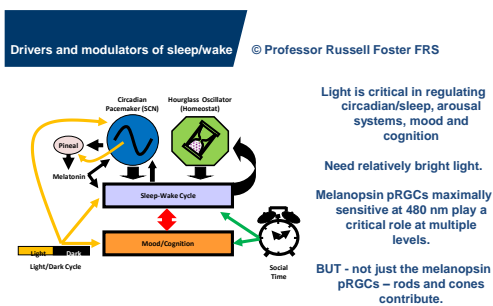 Drivers and modulators of sleep/wake
© Professor Russell Foster FRS
Circadian
Pacemaker (SCN)
Hourglass Oscillator
(Homeostat)
Pineal
Melatonin
Sleep-Wake Cycle
Mood/Cognition
Light
Dark
Light/Dark Cycle
Social
Time
Light is critical in regulating
circadian/sleep, arousal
systems, mood and
cognition
Need relatively bright light.
Melanopsin pRGCs maximally
sensitive at 480 nm play a
critical role at multiple
levels.
BUT - not just the melanopsin
pRGCs – rods and cones
contribute.